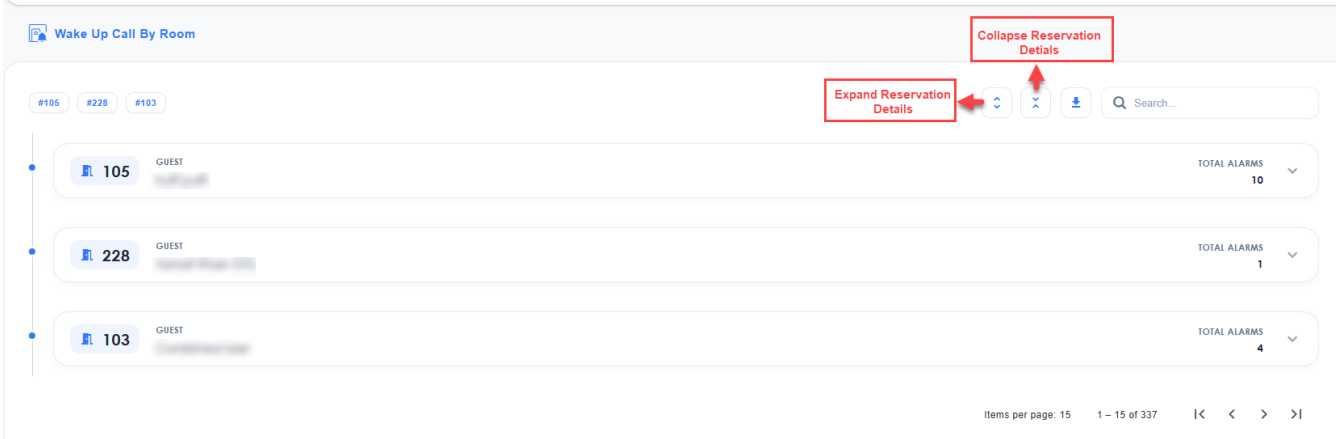 Wake Up Call By Room
Collapse Reservation
Detials
Expand Reservation
Details
#105
#228
#103
Search...
105
GUEST
TOTAL ALARMS
10
228
GUEST
TOTAL ALARMS
1
103
GUEST
TOTAL ALARMS
4
Items per page: 15
1 – 15 of 337